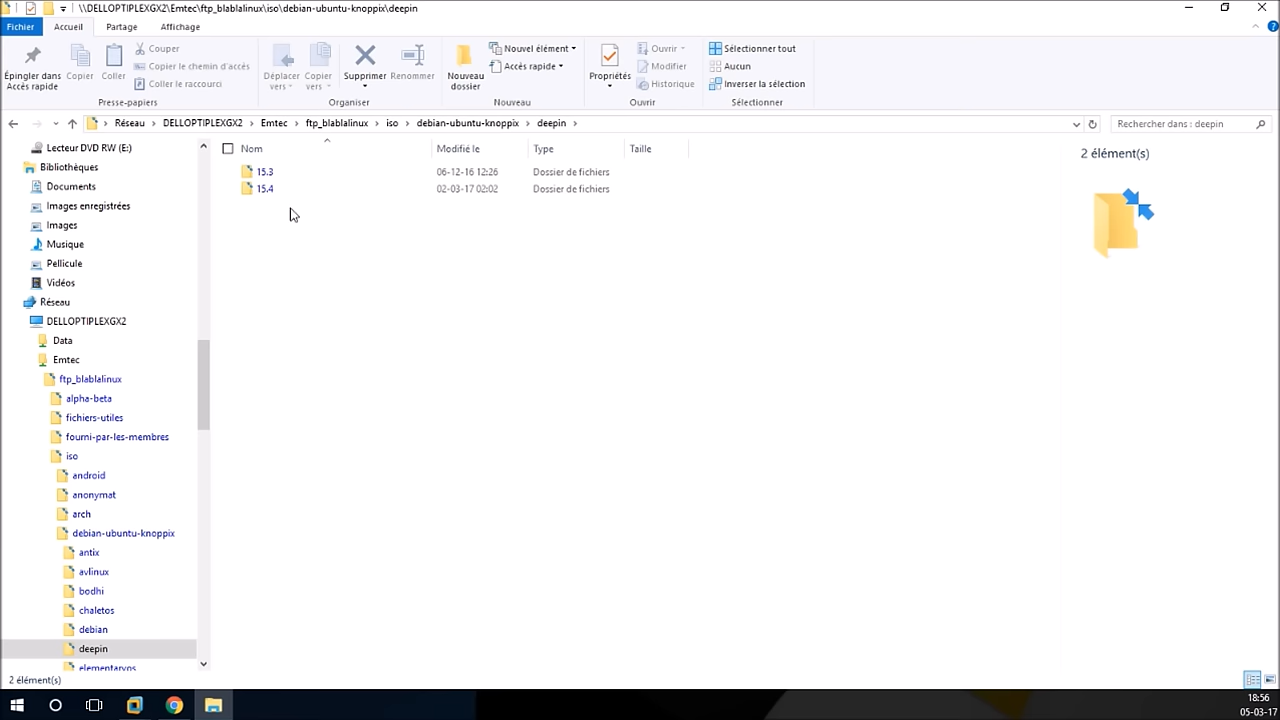 \\DELLOPTIPLEXGX2\Emtec\ftp_blablalinux\iso\debian-ubuntu-knoppix\deepin
Fichier Accueil Partage Affichage
Épingler dans Accès rapide
Copier
Coller
Couper
Copier le chemin d'accès
Coller le raccourci
Presse-papiers
Déplacer vers
Copier vers
Supprimer
Renommer
Organiser
Nouveau dossier
Nouvel élément
Accès rapide
Nouveau
Propriétés
Ouvrir
Modifier
Historique
Ouvrir
Sélectionner tout
Aucun
Inverser la sélection
Sélectionner
Réseau > DELLOPTIPLEXGX2 > Emtec > ftp_blablalinux > iso > debian-ubuntu-knoppix > deepin >
Rechercher dans : deepin
Lecteur DVD RW (E:)
Bibliothèques
Documents
Images enregistrées
Images
Musique
Pellicule
Vidéos
Réseau
DELLOPTIPLEXGX2
Data
Emtec
ftp_blablalinux
alpha-beta
fichiers-utiles
fourni-par-les-membres
iso
android
anonymat
arch
debian-ubuntu-knoppix
antix
avlinux
bodhi
chaletos
debian
deepin
elementaryos
Nom Modifié le Type Taille
15.3 06-12-16 12:26 Dossier de fichiers
15.4 02-03-17 02:02 Dossier de fichiers
2 élément(s)
2 élément(s)
18:56
05-03-17